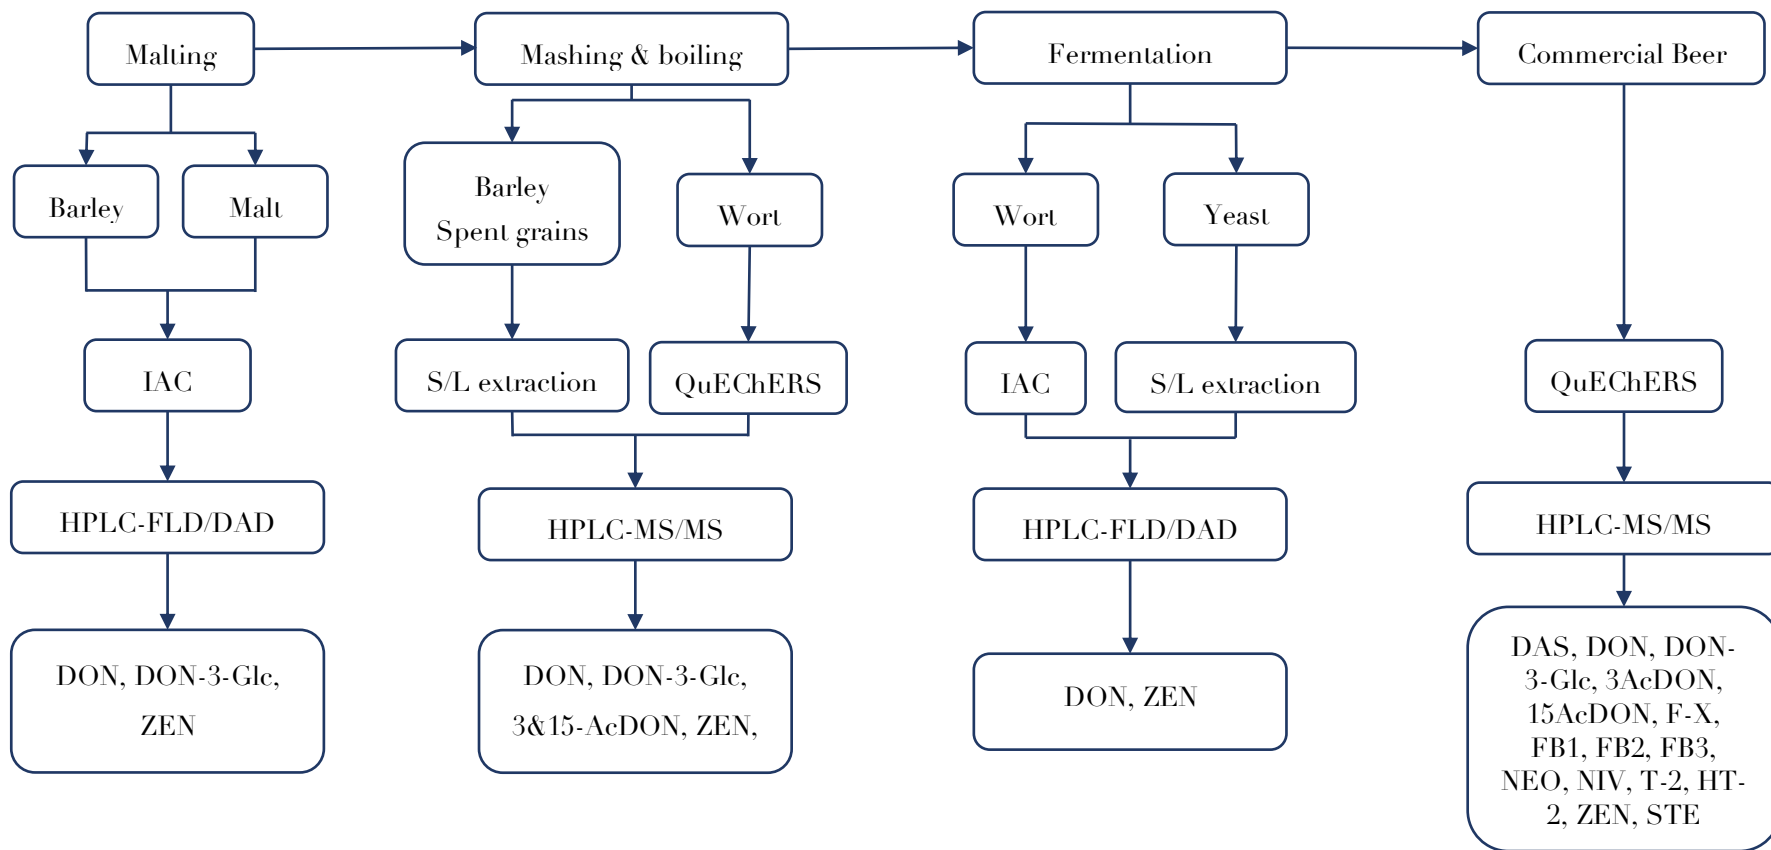 Malting
Mashing & boiling
Fermentation
Commercial Beer
Barley
Malt
Barley
Spent grains
Wort
Wort
Yeast
IAC
S/L extraction
QuEChERS
IAC
S/L extraction
QuEChERS
HPLC-FLD/DAD
HPLC-MS/MS
HPLC-FLD/DAD
HPLC-MS/MS
DON, DON-3-Glc,
ZEN
DON, DON-3-Glc,
3&15-AcDON, ZEN,
DON, ZEN
DAS, DON, DON-
3-Glc, 3AcDON,
15AcDON, F-X,
FB1, FB2, FB3,
NEO, NIV, T-2, HT-
2, ZEN, STE